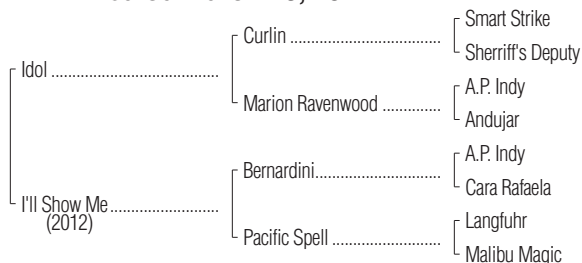 Smart Strike
Curlin ........................................
Sherriff's Deputy
Idol ..............................................
A.P. Indy
Marion Ravenwood ...............
Andujar
A.P. Indy
Bernardini...............................
Cara Rafaela
I'll Show Me ..............................
(2012)
Langfuhr
Pacific Spell ............................
Malibu Magic